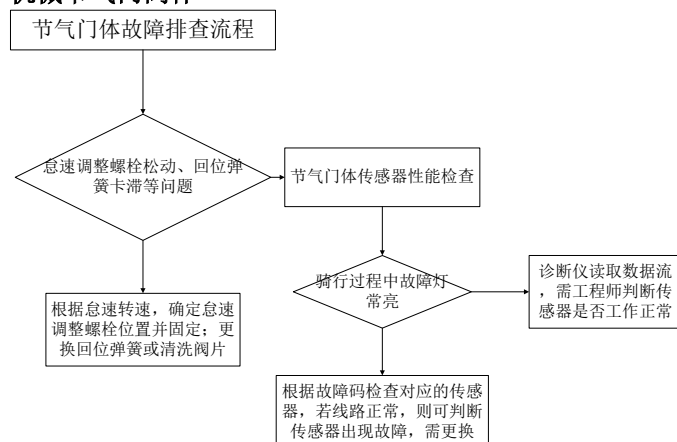 节气门体故障排查流程
怠速调整螺栓松动、回位弹
簧卡滞等问题
节气门体传感器性能检查
骑行过程中故障灯
常亮
诊断仪读取数据流
，需工程师判断传
感器是否工作正常
根据怠速转速，确定怠速
调整螺栓位置并固定；更
换回位弹簧或清洗阀片
根据故障码检查对应的传感
器，若线路正常，则可判断
传感器出现故障，需更换